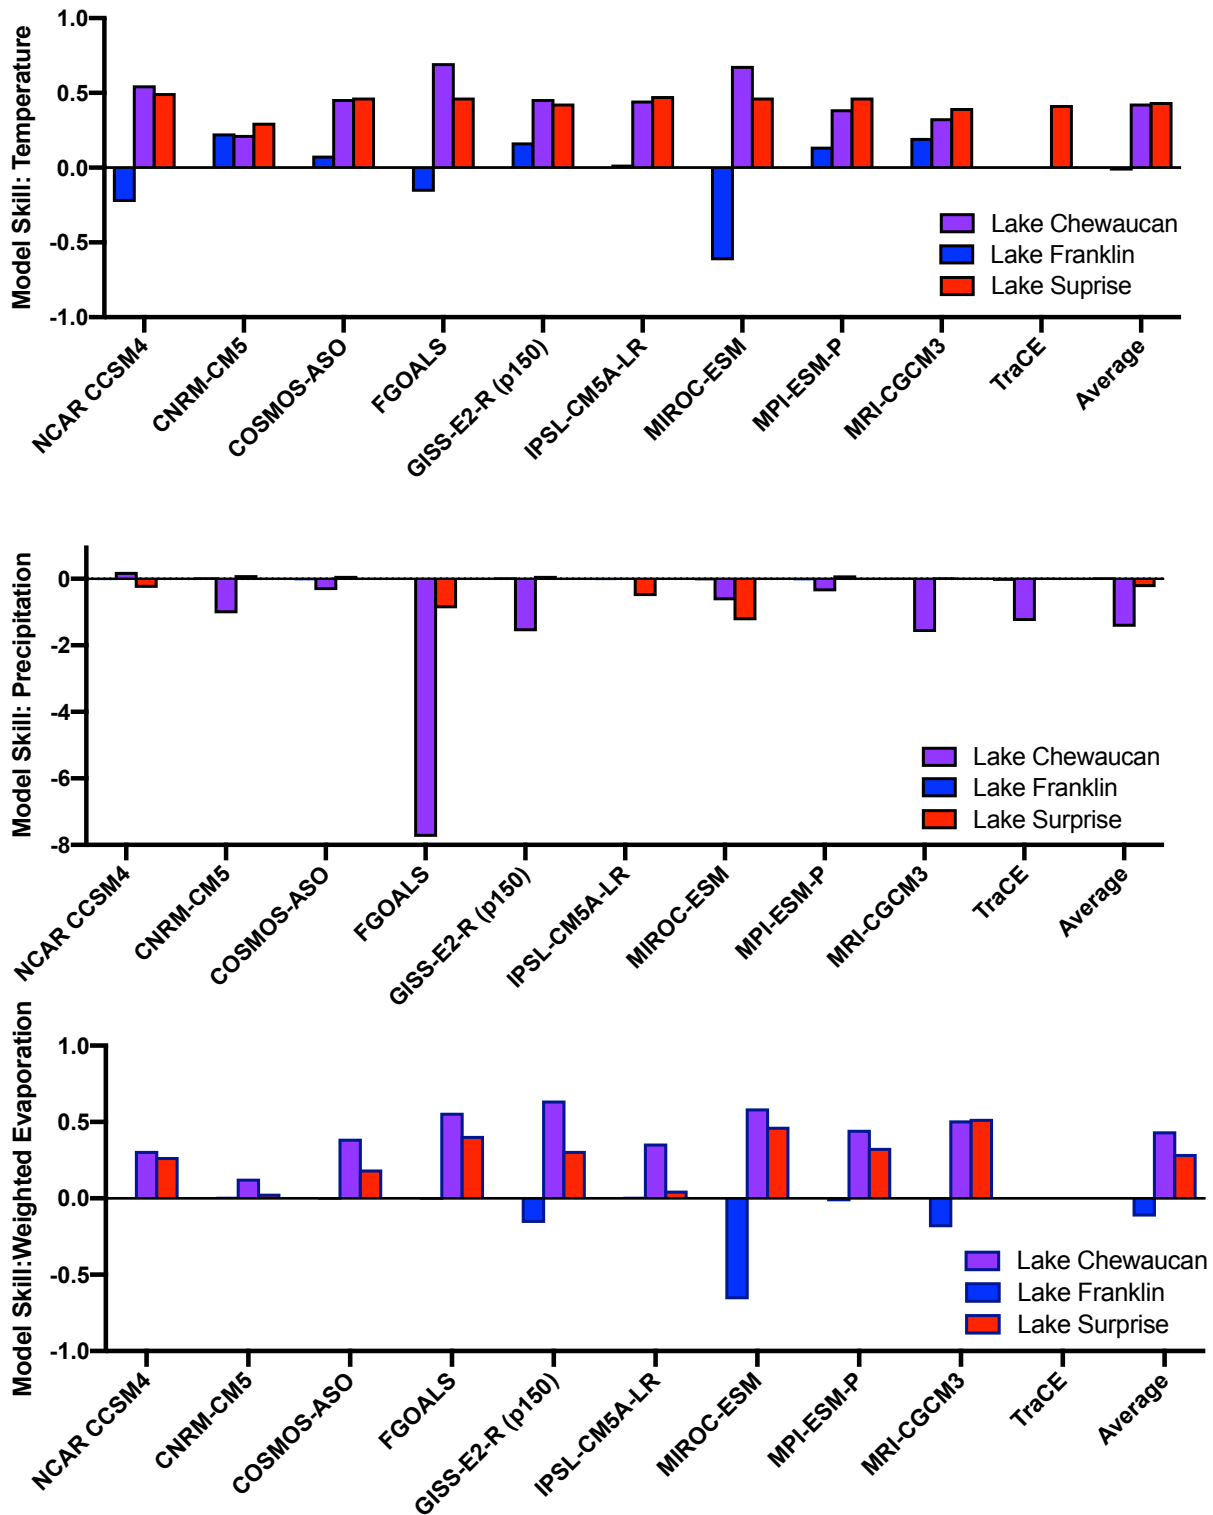 Model Skill: Temperature
1.0
0.5
0.0
-0.5
-1.0
Lake Chewaucan
Lake Franklin
Lake Suprise
NCAR CCSM4
CNRM-CM5
COSMOS-ASO
FGOALS
GISS-E2-R (p150)
IPSL-CM5A-LR
MIROC-ESM
MPI-ESM-P
MRI-CGCM3
TraCE
Average
Model Skill: Precipitation
0
-2
-4
-6
-8
Lake Chewaucan
Lake Franklin
Lake Surprise
NCAR CCSM4
CNRM-CM5
COSMOS-ASO
FGOALS
GISS-E2-R (p150)
IPSL-CM5A-LR
MIROC-ESM
MPI-ESM-P
MRI-CGCM3
TraCE
Average
Model Skill:Weighted Evaporation
1.0
0.5
0.0
-0.5
-1.0
Lake Chewaucan
Lake Franklin
Lake Surprise
NCAR CCSM4
CNRM-CM5
COSMOS-ASO
FGOALS
GISS-E2-R (p150)
IPSL-CM5A-LR
MIROC-ESM
MPI-ESM-P
MRI-CGCM3
TraCE
Average